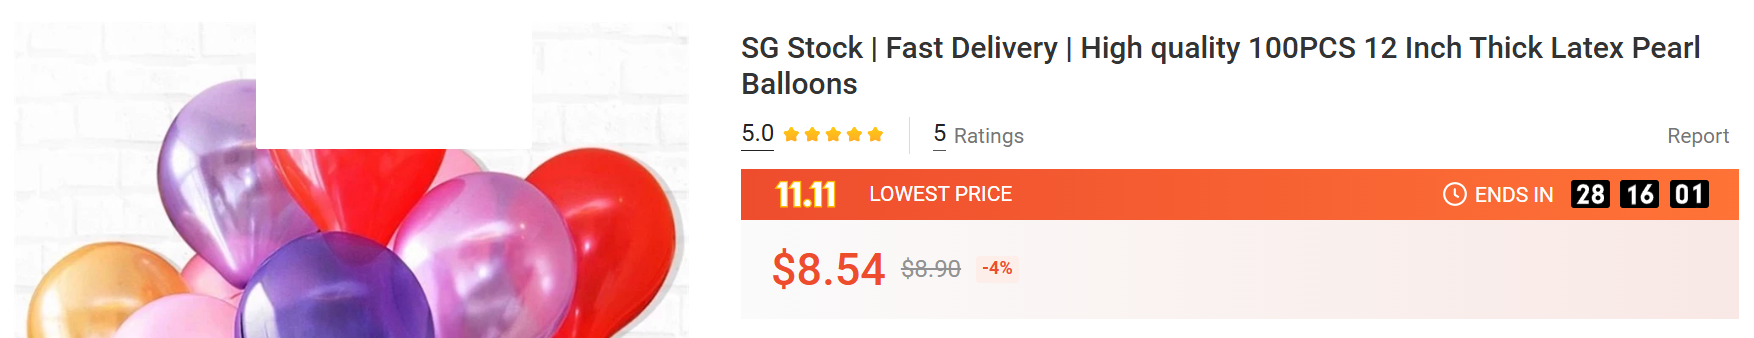 SG Stock | Fast Delivery | High quality 100PCS 12 Inch Thick Latex Pearl
Balloons
5.0
5 Ratings
Report
11.11 LOWEST PRICE
ENDS IN 28 16 01
$8.54 $8.90 -4%